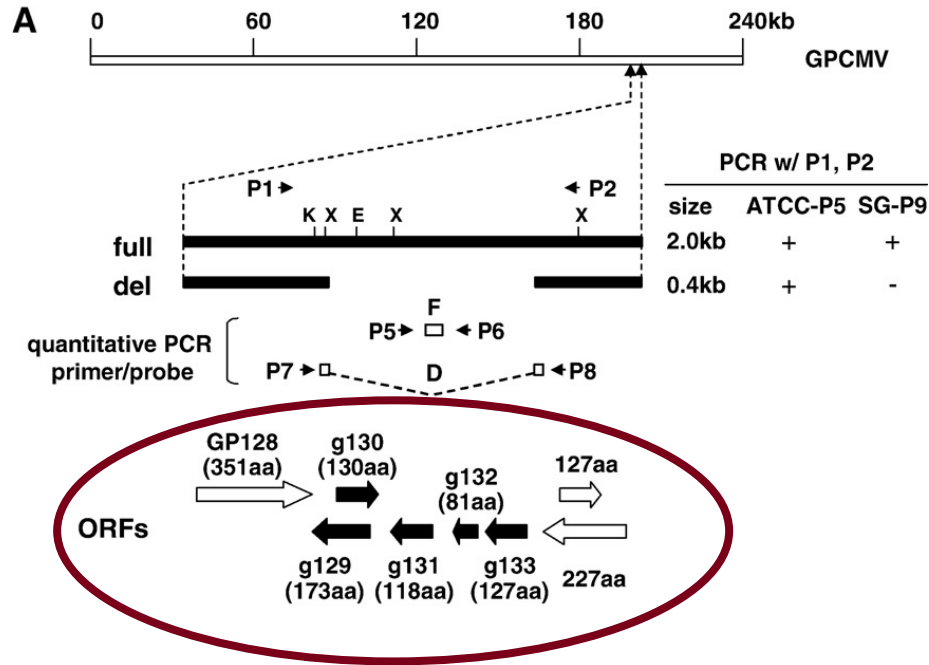 A
0 60 120 180 240kb
GPCMV
PCR w/ P1, P2
P1 P2
size ATCC-P5 SG-P9
K X E X X
full 2.0kb + +
del 0.4kb + -
F
quantitative PCR
primer/probe
P5 P6
P7 D P8
GP128
(351aa)
g130
(130aa)
g132
(81aa)
127aa
ORFs
g129
(173aa)
g131
(118aa)
g133
(127aa)
227aa